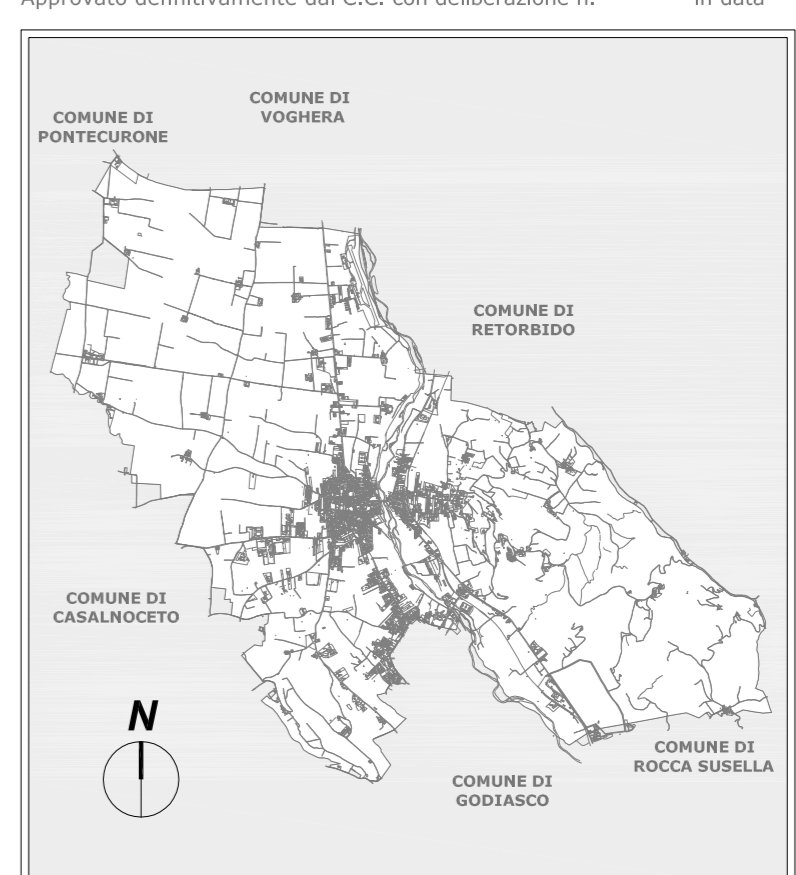 Approvato definitivamente dal C.C. con deliberazione n. in data
COMUNE DI
VOGHERA
COMUNE DI
PONTECURONE
COMUNE DI
RETORBIDO
COMUNE DI
CASALNOCETO
N
COMUNE DI
ROCCA SUSELLA
COMUNE DI
GODIASCO